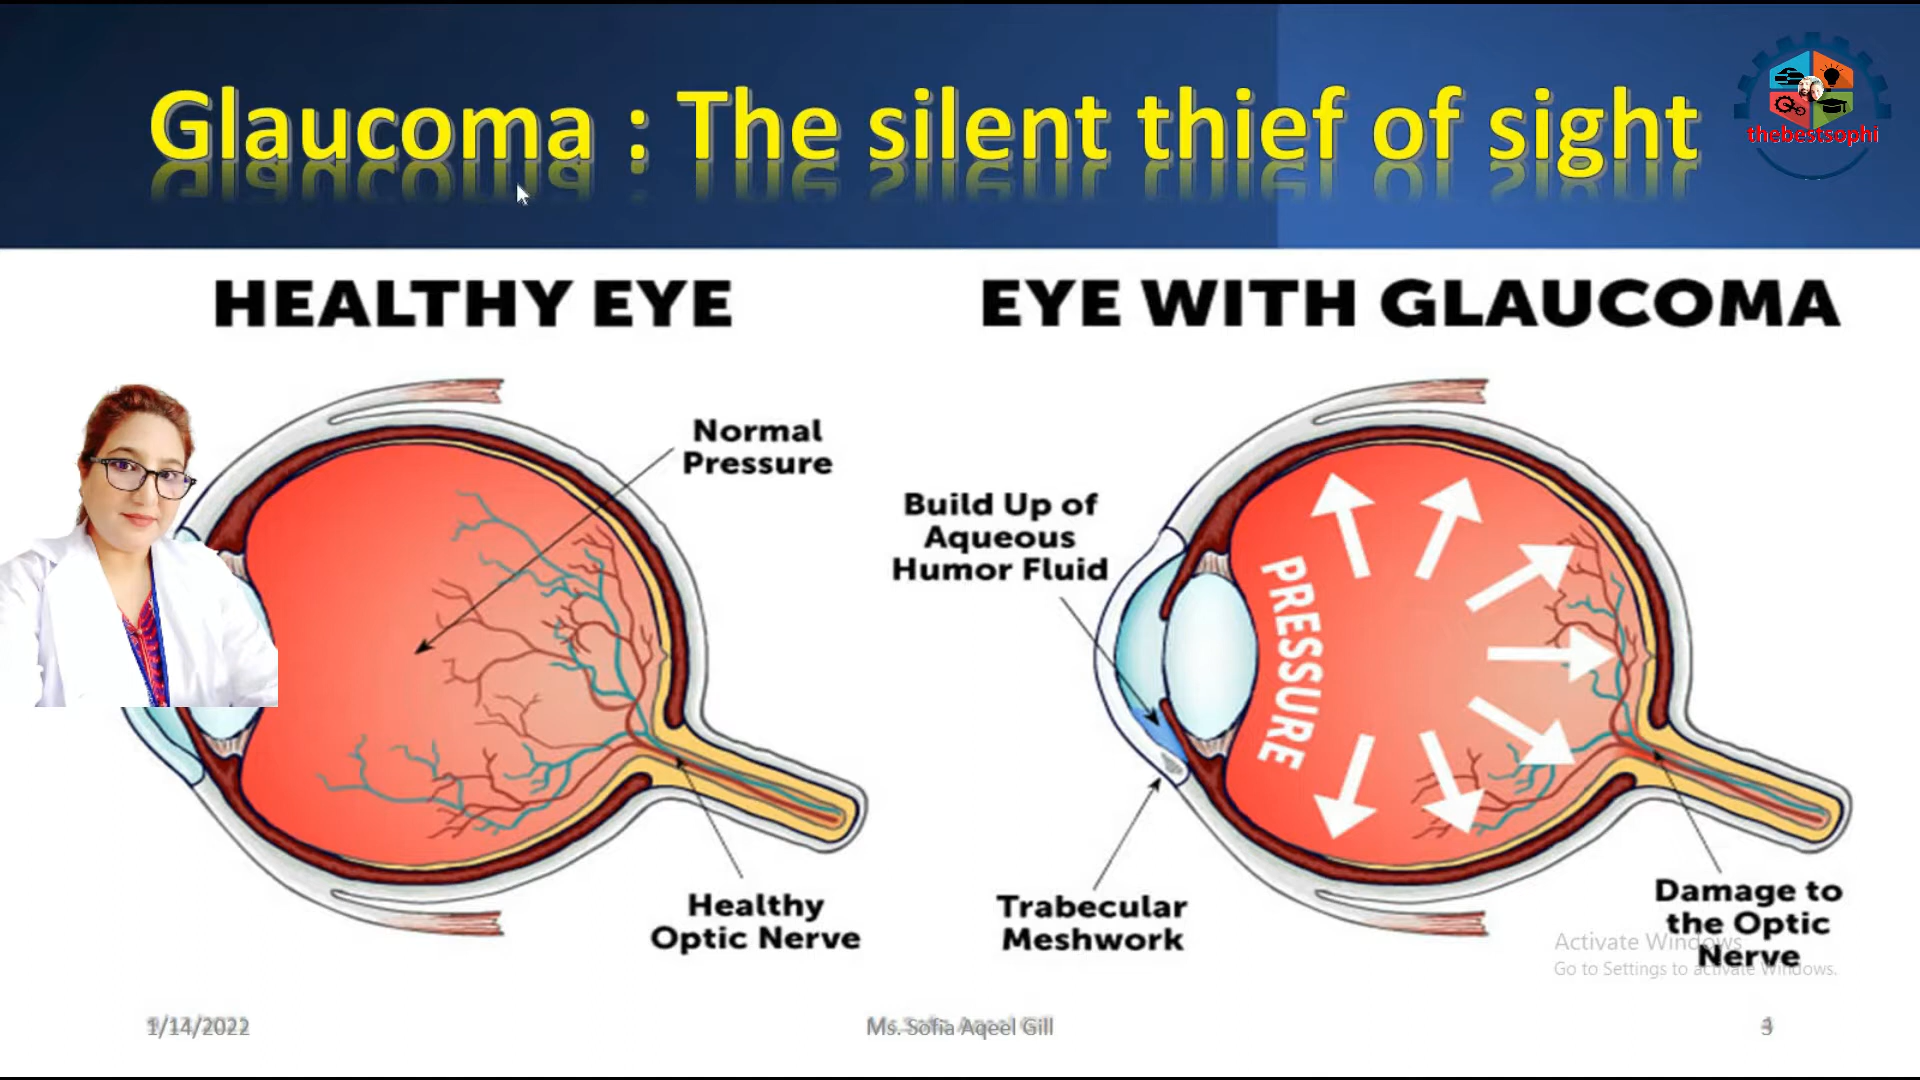 Glaucoma : The silent thief of sight
thebestsophi
HEALTHY EYE
EYE WITH GLAUCOMA
Normal
Pressure
Build Up of
Aqueous
Humor Fluid
PRESSURE
Healthy
Optic Nerve
Trabecular
Meshwork
Damage to
the Optic
Nerve
Activate Windows
Go to Settings to activate Windows.
1/14/2022
Ms. Sofia Aqeel Gill